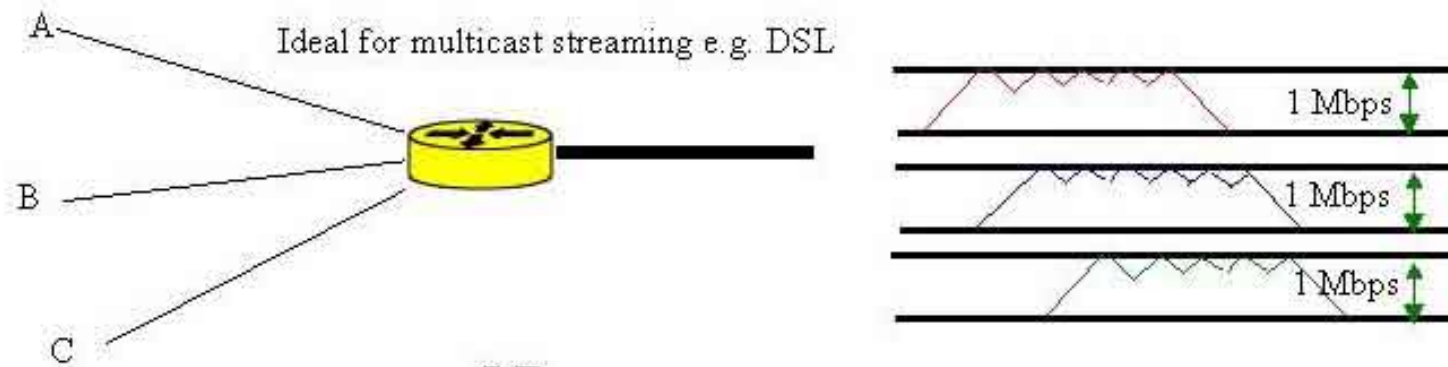 A
Ideal for multicast streaming e.g. DSL
1 Mbps
B
1 Mbps
1 Mbps
C